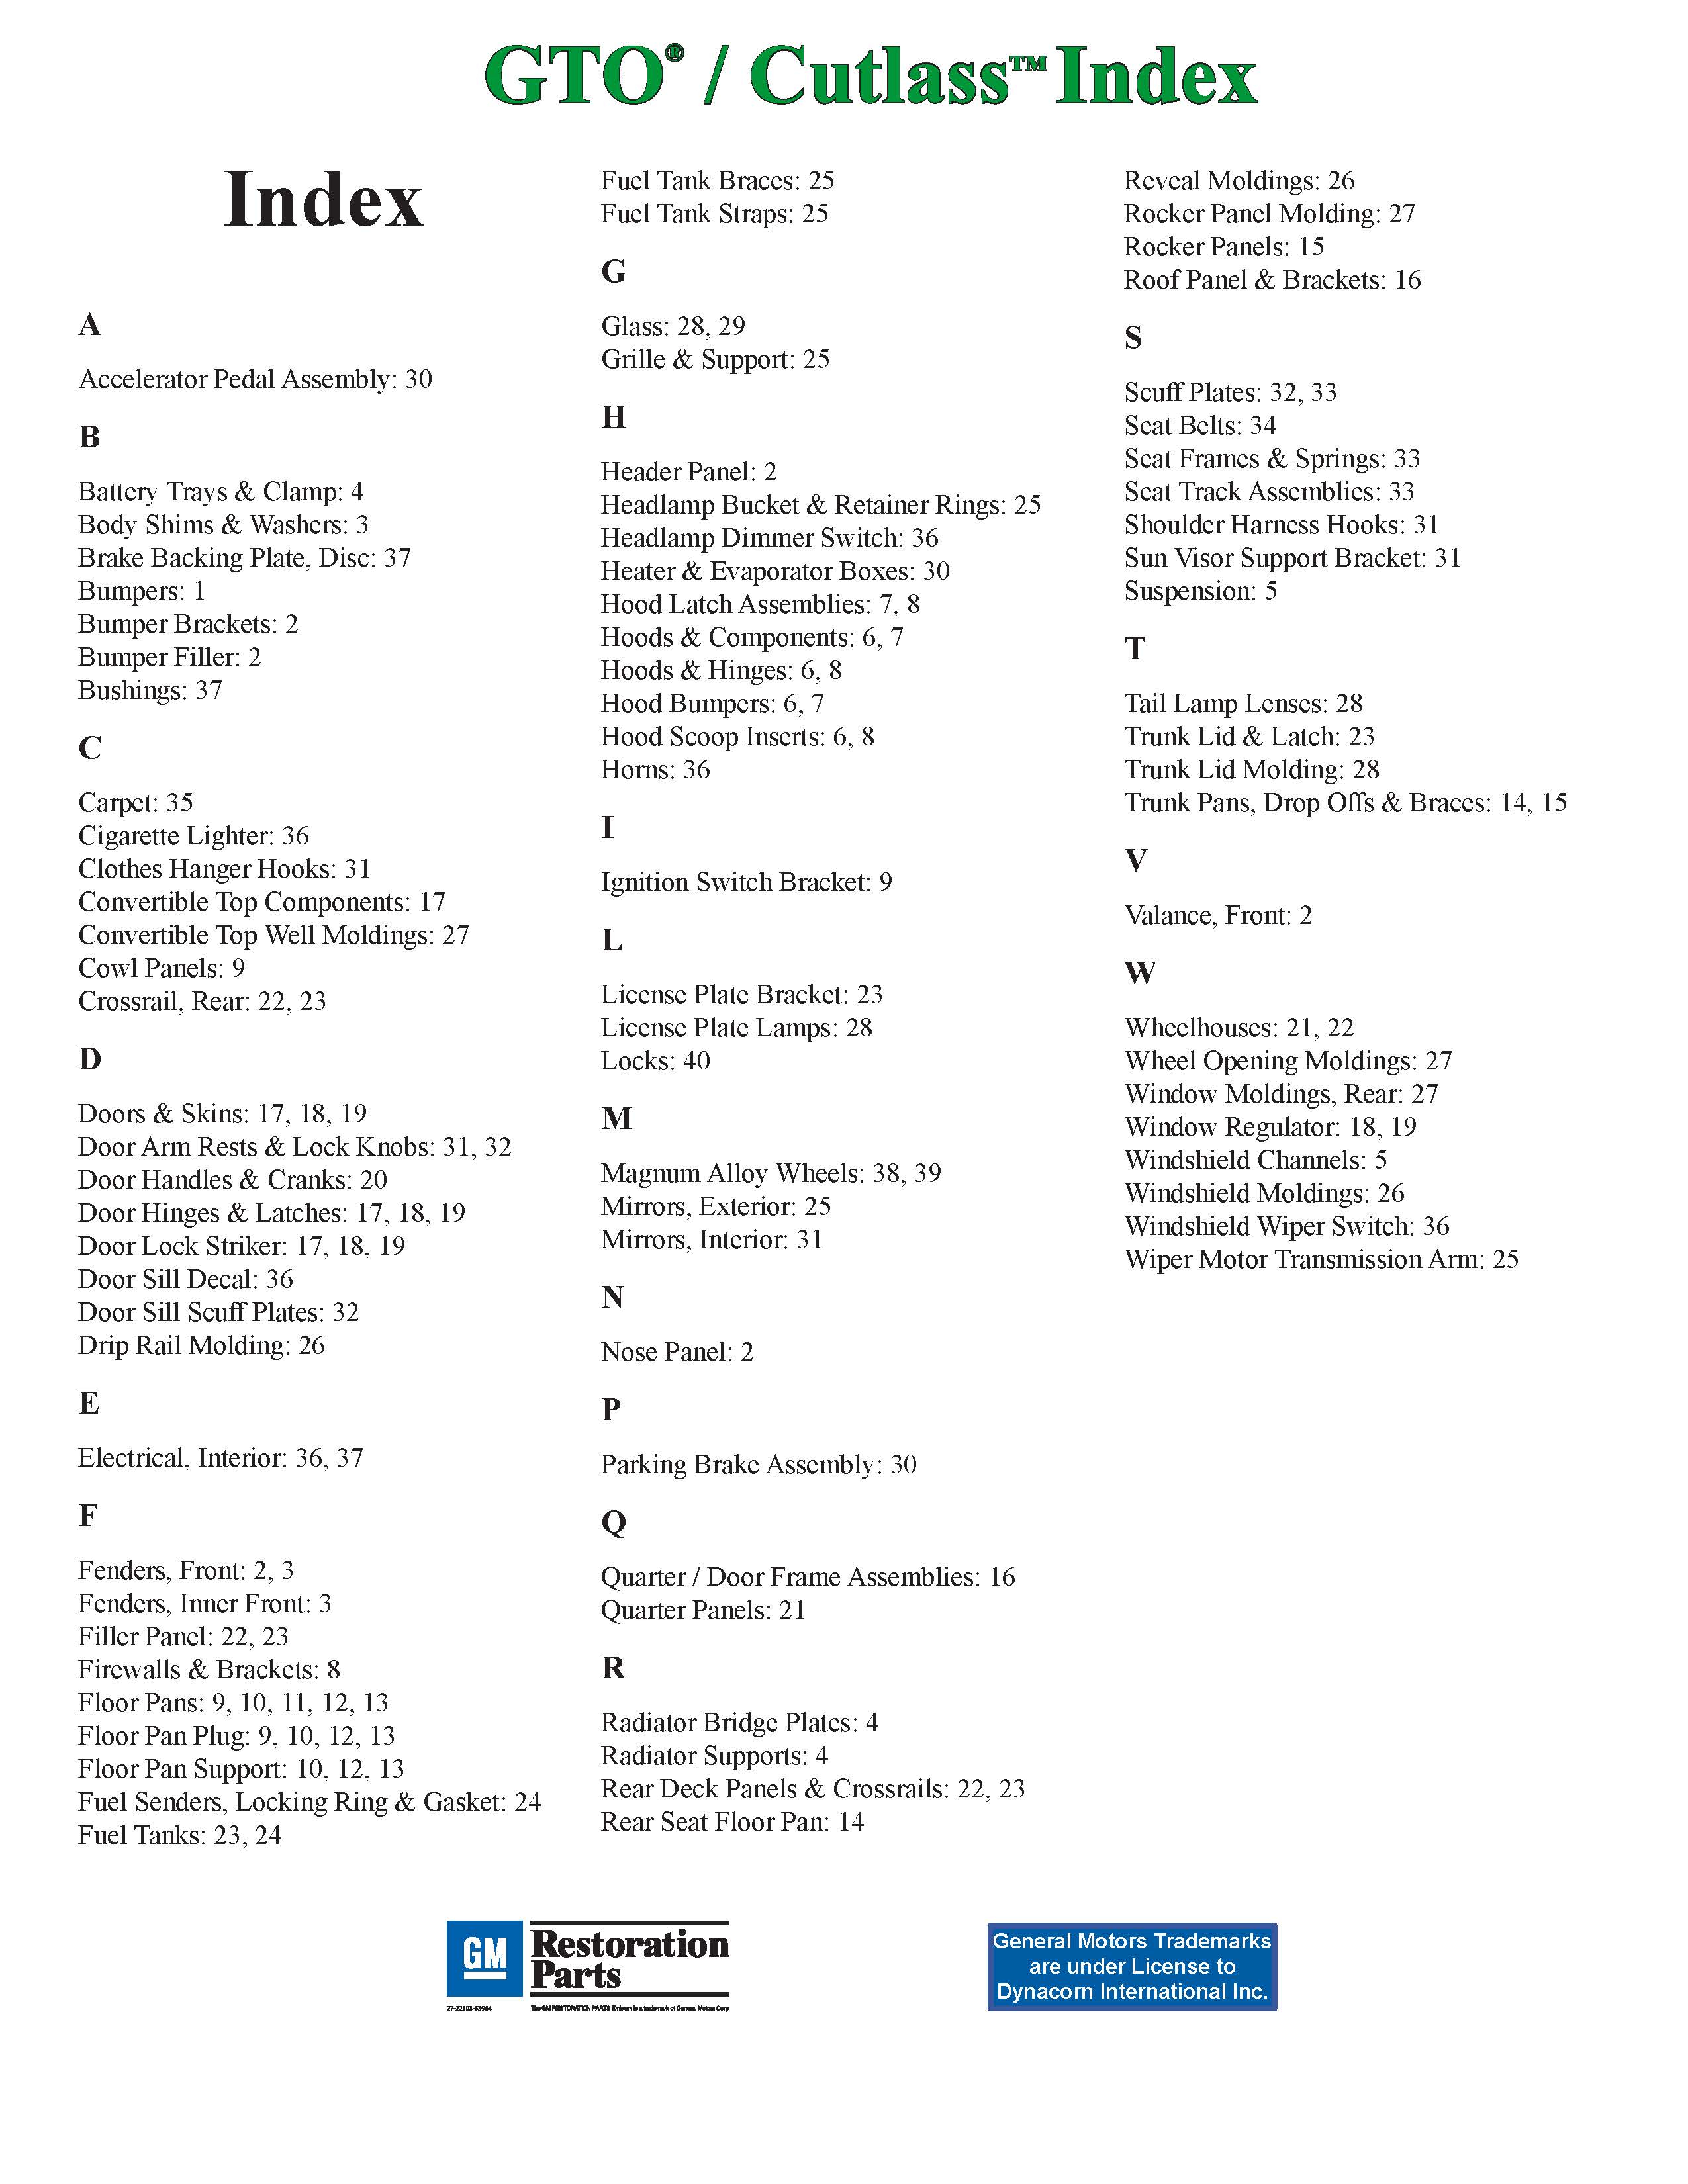 GTO® / Cutlass™ Index
Index
A
Accelerator Pedal Assembly: 30
B
Battery Trays & Clamp: 4
Body Shims & Washers: 3
Brake Backing Plate, Disc: 37
Bumpers: 1
Bumper Brackets: 2
Bumper Filler: 2
Bushings: 37
C
Carpet: 35
Cigarette Lighter: 36
Clothes Hanger Hooks: 31
Convertible Top Components: 17
Convertible Top Well Moldings: 27
Cowl Panels: 9
Crossrail, Rear: 22, 23
D
Doors & Skins: 17, 18, 19
Door Arm Rests & Lock Knobs: 31, 32
Door Handles & Cranks: 20
Door Hinges & Latches: 17, 18, 19
Door Lock Striker: 17, 18, 19
Door Sill Decal: 36
Door Sill Scuff Plates: 32
Drip Rail Molding: 26
E
Electrical, Interior: 36, 37
F
Fenders, Front: 2, 3
Fenders, Inner Front: 3
Filler Panel: 22, 23
Firewalls & Brackets: 8
Floor Pans: 9, 10, 11, 12, 13
Floor Pan Plug: 9, 10, 12, 13
Floor Pan Support: 10, 12, 13
Fuel Senders, Locking Ring & Gasket: 24
Fuel Tanks: 23, 24
Fuel Tank Braces: 25
Fuel Tank Straps: 25
G
Glass: 28, 29
Grille & Support: 25
H
Header Panel: 2
Headlamp Bucket & Retainer Rings: 25
Headlamp Dimmer Switch: 36
Heater & Evaporator Boxes: 30
Hood Latch Assemblies: 7, 8
Hoods & Components: 6, 7
Hoods & Hinges: 6, 8
Hood Bumpers: 6, 7
Hood Scoop Inserts: 6, 8
Horns: 36
I
Ignition Switch Bracket: 9
L
License Plate Bracket: 23
License Plate Lamps: 28
Locks: 40
M
Magnum Alloy Wheels: 38, 39
Mirrors, Exterior: 25
Mirrors, Interior: 31
N
Nose Panel: 2
P
Parking Brake Assembly: 30
Q
Quarter / Door Frame Assemblies: 16
Quarter Panels: 21
R
Radiator Bridge Plates: 4
Radiator Supports: 4
Rear Deck Panels & Crossrails: 22, 23
Rear Seat Floor Pan: 14
Reveal Moldings: 26
Rocker Panel Molding: 27
Rocker Panels: 15
Roof Panel & Brackets: 16
S
Scuff Plates: 32, 33
Seat Belts: 34
Seat Frames & Springs: 33
Seat Track Assemblies: 33
Shoulder Harness Hooks: 31
Sun Visor Support Bracket: 31
Suspension: 5
T
Tail Lamp Lenses: 28
Trunk Lid & Latch: 23
Trunk Lid Molding: 28
Trunk Pans, Drop Offs & Braces: 14, 15
V
Valance, Front: 2
W
Wheelhouses: 21, 22
Wheel Opening Moldings: 27
Window Moldings, Rear: 27
Window Regulator: 18, 19
Windshield Channels: 5
Windshield Moldings: 26
Windshield Wiper Switch: 36
Wiper Motor Transmission Arm: 25
GM
Restoration
Parts
27-22503-53964
The GM RESTORATION PARTS Emblem is a trademark of General Motors Corp.
General Motors Trademarks
are under License to
Dynacorn International Inc.